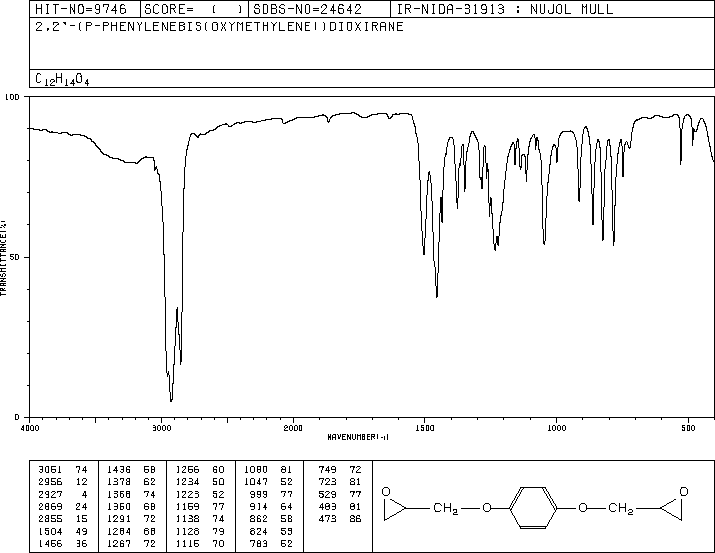 HIT-NO=9746 SCORE= ( ) SDBS-NO=24642 IR-NIDA-31913 : NUJOL MULL
2,2'-(P-PHENYLENEBIS(OXYMETHYLENE))DIOXIRANE
C12H14O4
100
50
0
TRANSMITTANCE(%)
4000 3000 2000 1500 1000 500
WAVENUMBER(-1)
3061 74 1436 68 1256 60 1080 81 749 72
2956 12 1378 62 1234 50 1047 52 723 81
2927 4 1368 74 1223 52 999 77 529 77
2869 24 1350 68 1169 77 914 64 483 81
2855 15 1291 72 1138 74 862 58 473 86
1504 49 1284 68 1128 79 824 53
1456 36 1267 72 1115 70 783 52
O CH2 O O CH2 O